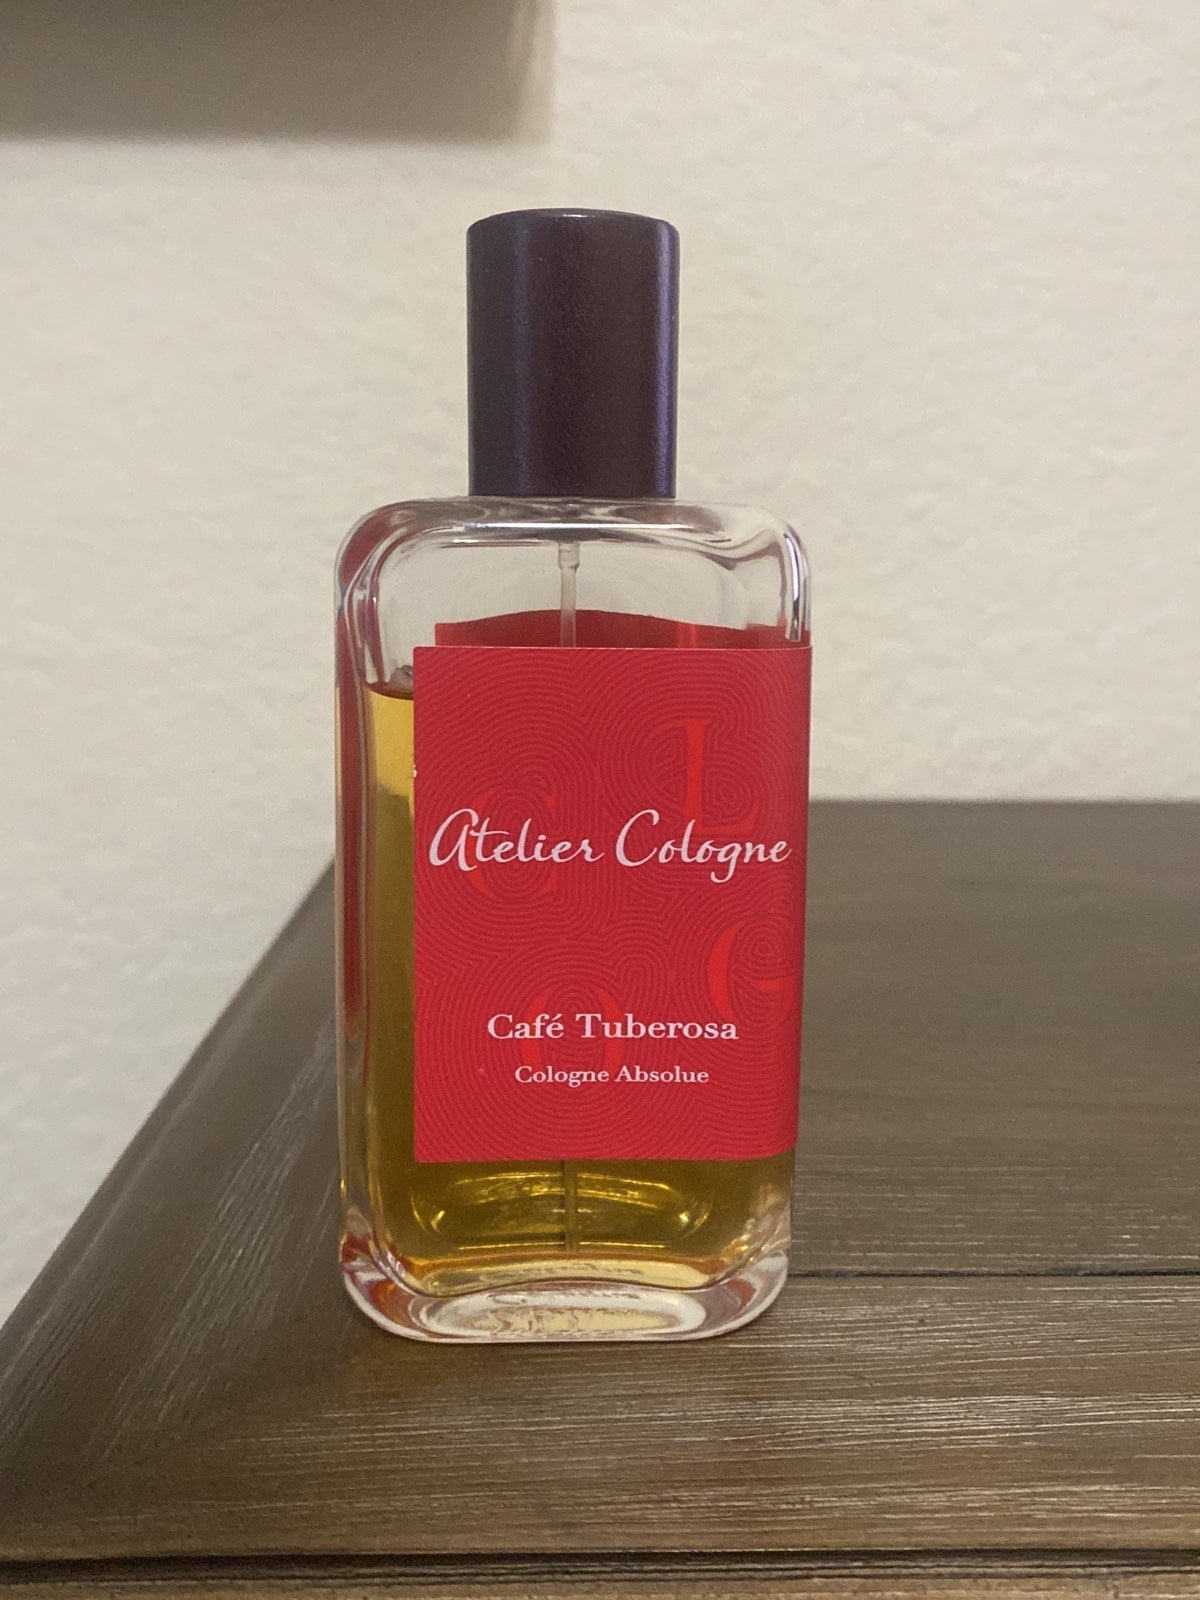 Atelier Cologne
Café Tuberosa
Cologne Absolue
C
L
O
G